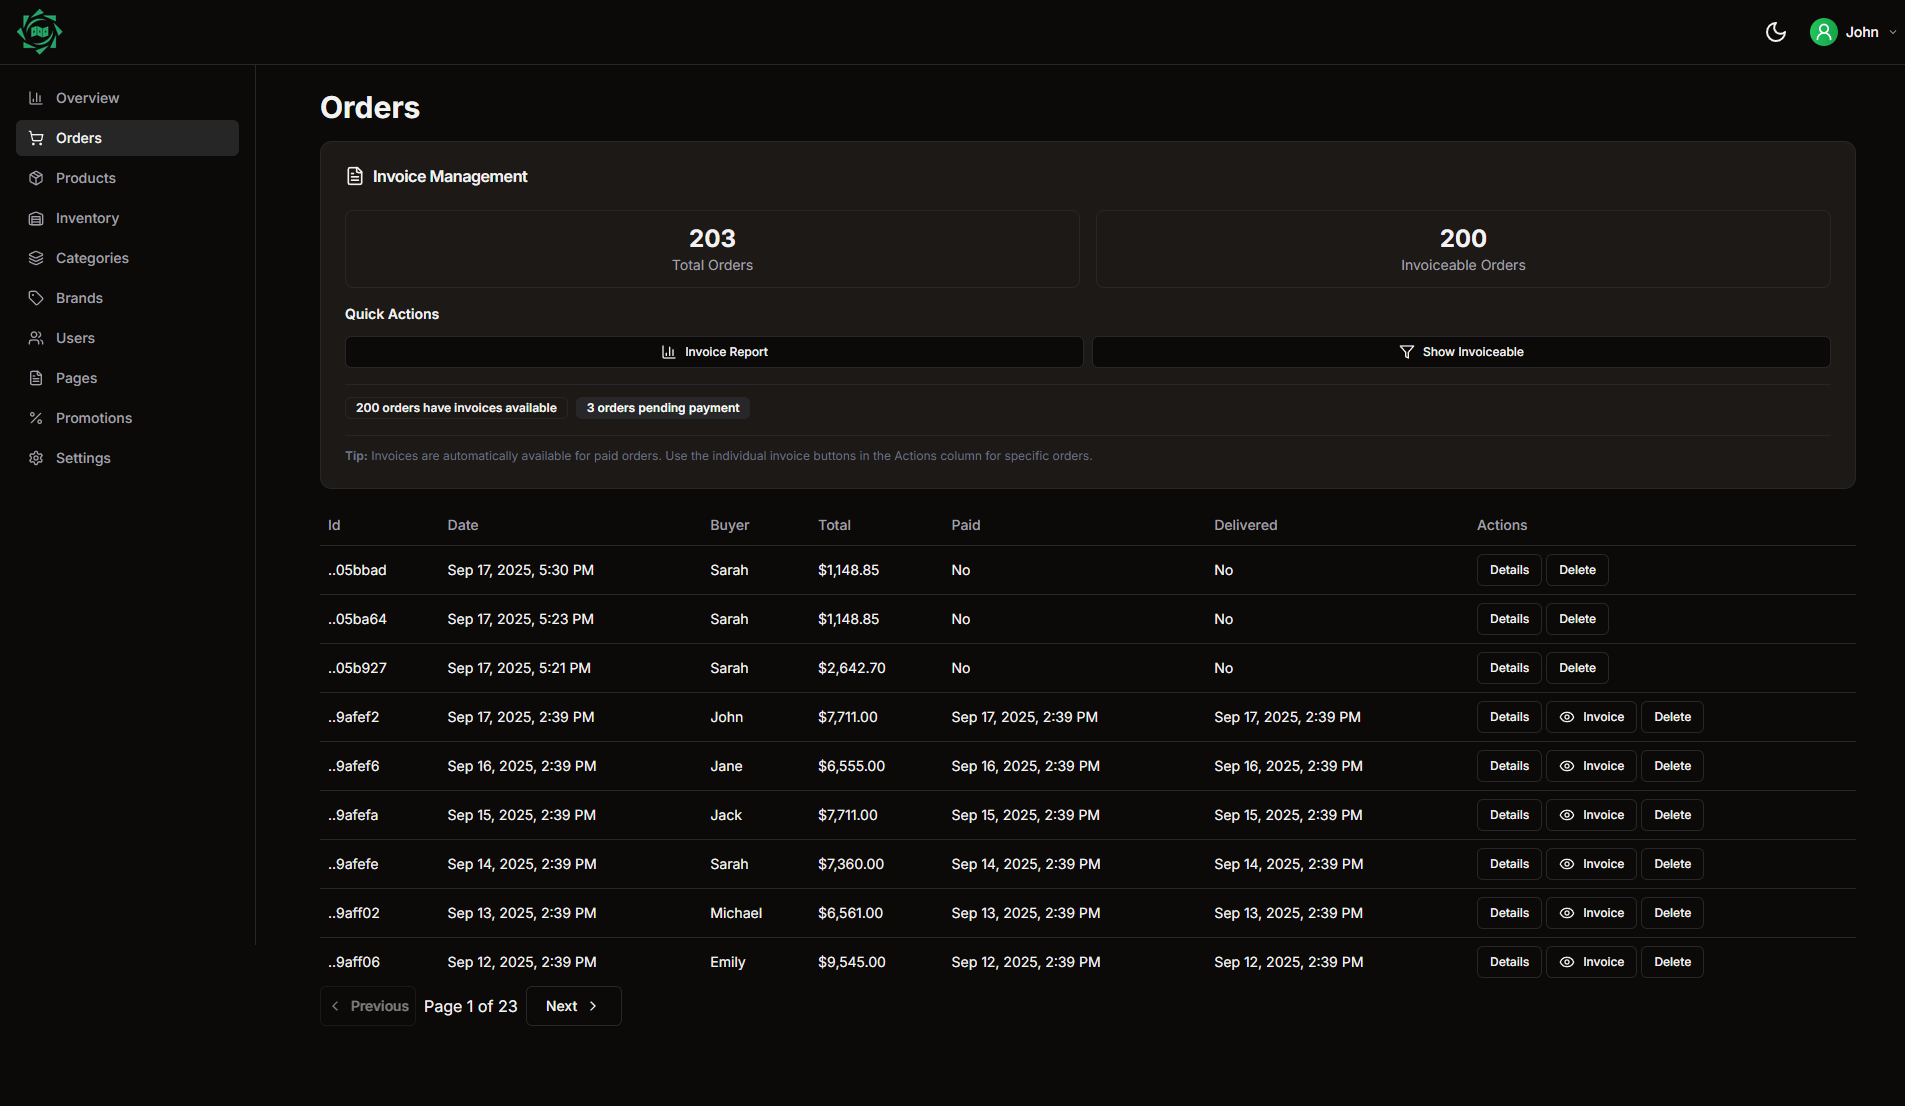 John
Overview
Orders
Products
Inventory
Categories
Brands
Users
Pages
Promotions
Settings
Orders
Invoice Management
203
Total Orders
200
Invoiceable Orders
Quick Actions
Invoice Report
Show Invoiceable
200 orders have invoices available
3 orders pending payment
Tip: Invoices are automatically available for paid orders. Use the individual invoice buttons in the Actions column for specific orders.
Id Date Buyer Total Paid Delivered Actions
..05bbad Sep 17, 2025, 5:30 PM Sarah $1,148.85 No No Details Delete
..05ba64 Sep 17, 2025, 5:23 PM Sarah $1,148.85 No No Details Delete
..05b927 Sep 17, 2025, 5:21 PM Sarah $2,642.70 No No Details Delete
..9afef2 Sep 17, 2025, 2:39 PM John $7,711.00 Sep 17, 2025, 2:39 PM Sep 17, 2025, 2:39 PM Details Invoice Delete
..9afef6 Sep 16, 2025, 2:39 PM Jane $6,555.00 Sep 16, 2025, 2:39 PM Sep 16, 2025, 2:39 PM Details Invoice Delete
..9afefa Sep 15, 2025, 2:39 PM Jack $7,711.00 Sep 15, 2025, 2:39 PM Sep 15, 2025, 2:39 PM Details Invoice Delete
..9afefe Sep 14, 2025, 2:39 PM Sarah $7,360.00 Sep 14, 2025, 2:39 PM Sep 14, 2025, 2:39 PM Details Invoice Delete
..9aff02 Sep 13, 2025, 2:39 PM Michael $6,561.00 Sep 13, 2025, 2:39 PM Sep 13, 2025, 2:39 PM Details Invoice Delete
..9aff06 Sep 12, 2025, 2:39 PM Emily $9,545.00 Sep 12, 2025, 2:39 PM Sep 12, 2025, 2:39 PM Details Invoice Delete
Previous Page 1 of 23 Next